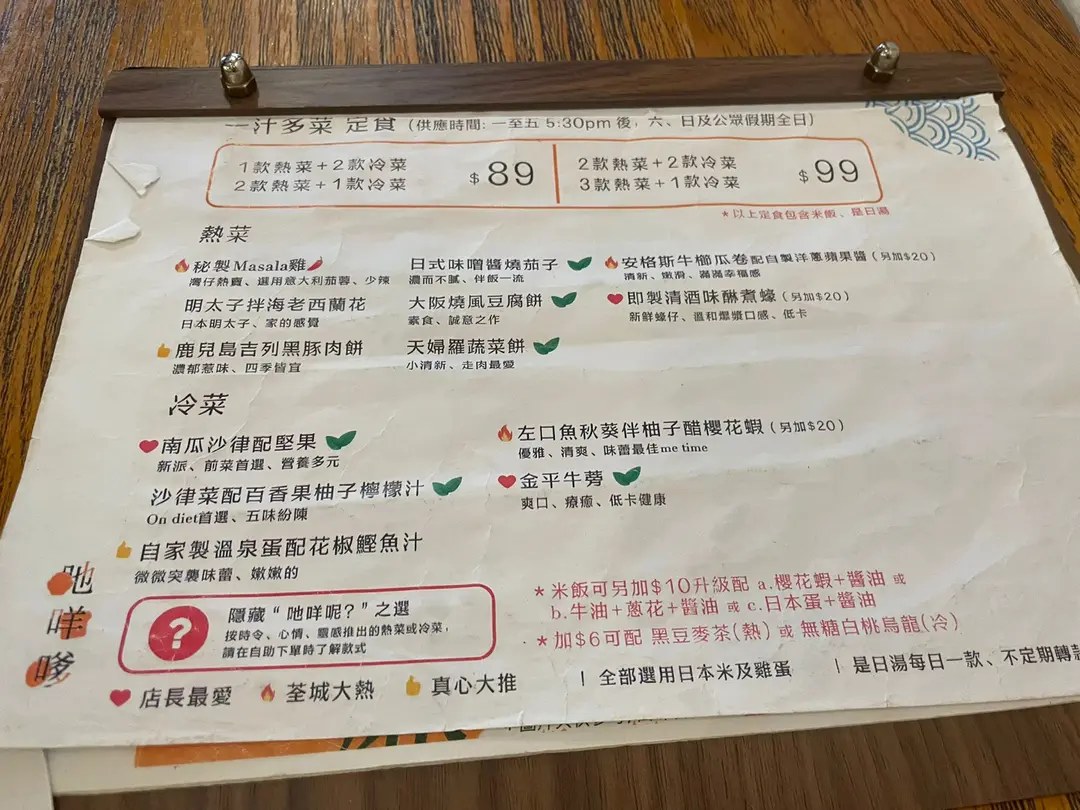 一汁多菜 定食 (供應時間: 一至五 5:30pm 後, 六、日及公眾假期全日)
1款熱菜+2款冷菜
2款熱菜+1款冷菜
$89
2款熱菜+2款冷菜
3款熱菜+1款冷菜
$99
*以上定食包含米飯、是日湯
熱菜
秘製Masala雞
灣仔熱賣、選用意大利茄蓉、少辣
明太子拌海老西蘭花
日本明太子、家的感覺
鹿兒島吉列黑豚肉餅
濃郁惹味、四季皆宜
日式味噌醬燒茄子
濃而不膩、伴飯一流
大阪燒風豆腐餅
素食、誠意之作
天婦羅蔬菜餅
小清新、走肉最愛
安格斯牛櫛瓜卷配自製洋蔥蘋果醬 (另加$20)
清新、嫩滑、滿滿幸福感
即製清酒味醂煮蠔 (另加$20)
新鮮蠔仔、溫和爆漿口感、低卡
冷菜
南瓜沙律配堅果
新派、前菜首選、營養多元
沙律菜配百香果柚子檸檬汁
On diet首選、五味紛陳
自家製溫泉蛋配花椒鰹魚汁
微微突襲味蕾、嫩嫩的
左口魚秋葵伴柚子醋櫻花蝦 (另加$20)
優雅、清爽、味蕾最佳me time
金平牛蒡
爽口、療癒、低卡健康
吔
咩
嗲
?
隱藏“吔咩呢?”之選
按時令、心情、靈感推出的熱菜或冷菜,
請在自助下單時了解款式
*米飯可另加$10升級配 a.櫻花蝦+醬油 或
b.牛油+蔥花+醬油 或 c.日本蛋+醬油
*加$6可配 黑豆麥茶(熱) 或 無糖白桃烏龍(冷)
店長最愛
荃城大熱
真心大推
| 全部選用日本米及雞蛋
| 是日湯每日一款、不定期轉款